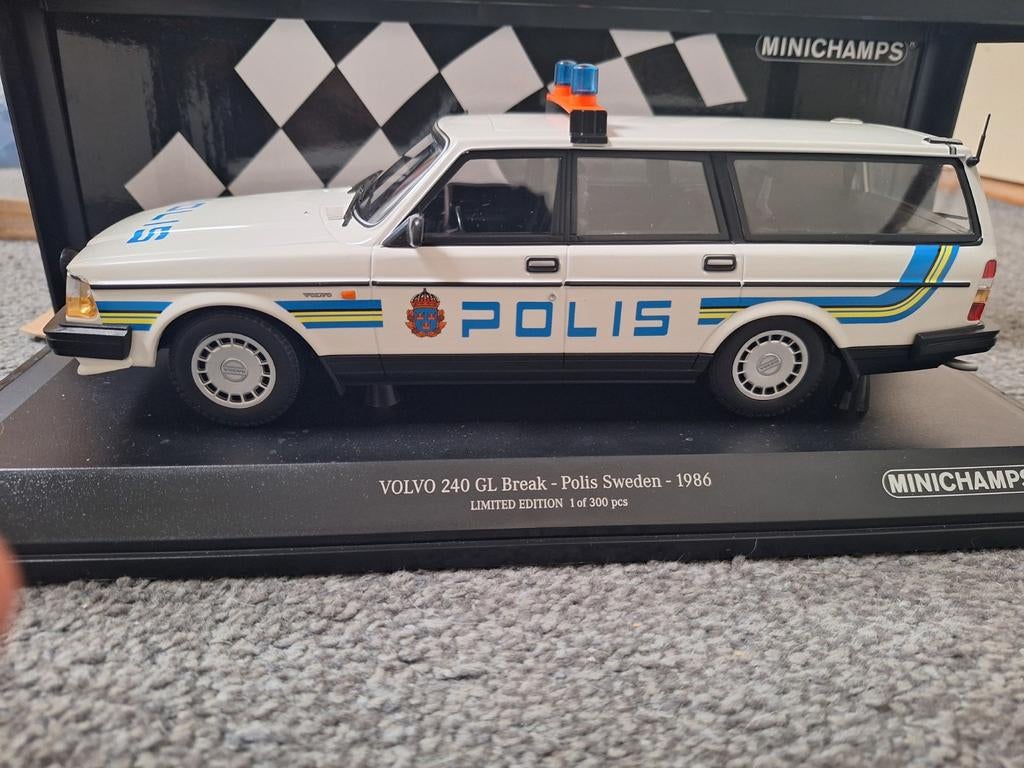 MINICHAMPS
POLIS
VOLVO
POLIS
VOLVO 240 GL Break - Polis Sweden - 1986
LIMITED EDITION 1 of 300 pcs
MINICHAMPS